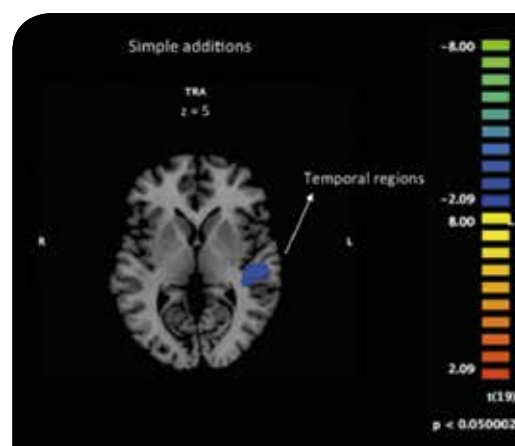 Simple additions
TRA
z = 5
Temporal regions
R
L
-8.00
-2.09
8.00
2.09
t(19)
p < 0.050002